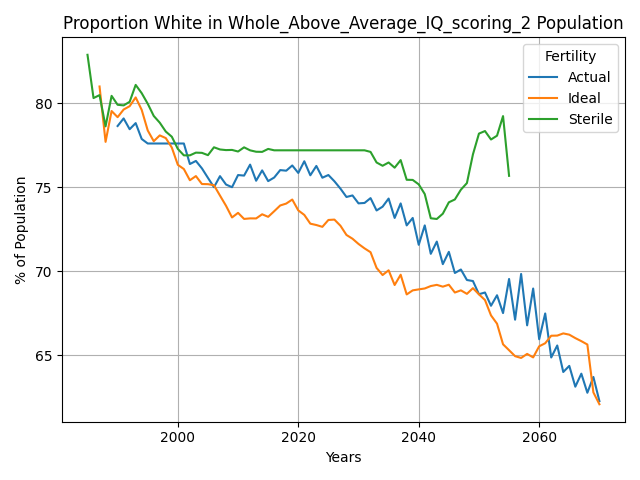 Proportion White in Whole_Above_Average_IQ_scoring_2 Population
Fertility
Actual
Ideal
Sterile
% of Population
80
75
70
65
2000
2020
2040
2060
Years